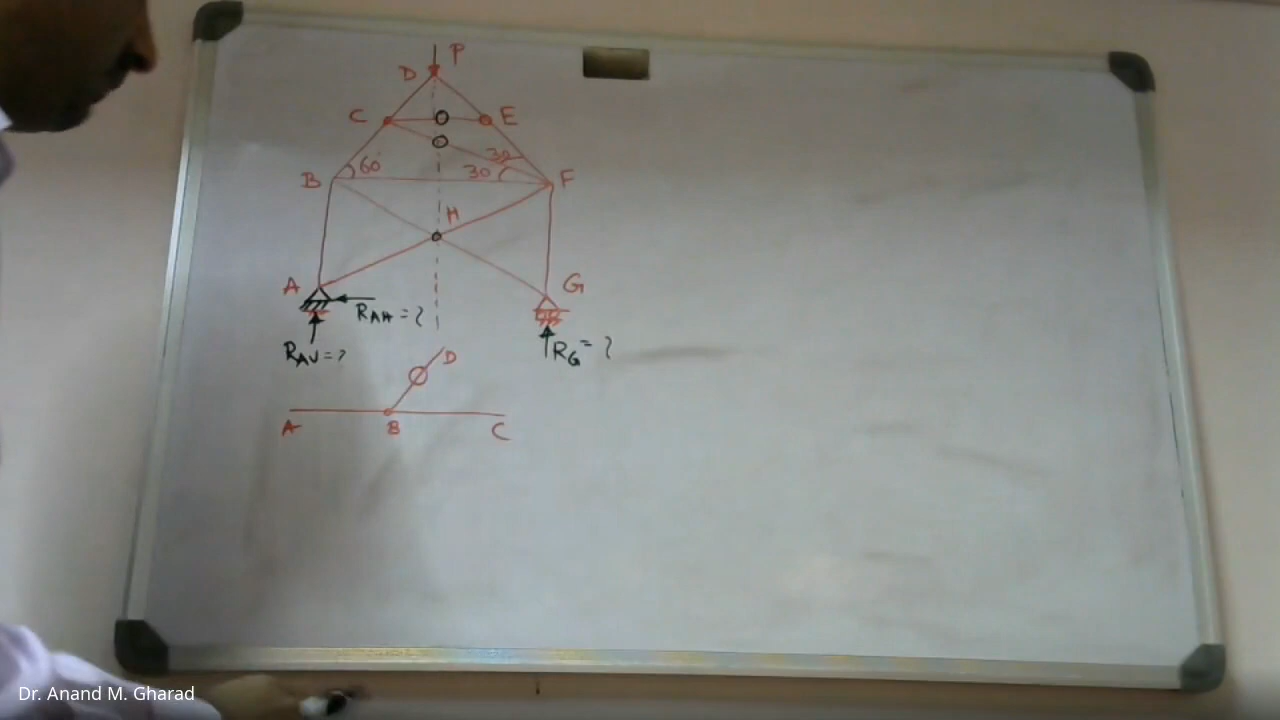 P
D
C
E
B
60°
30
30
F
H
A
G
RAH = ?
RAV = ?
RG = ?
D
A
B
C
Dr. Anand M. Gharad